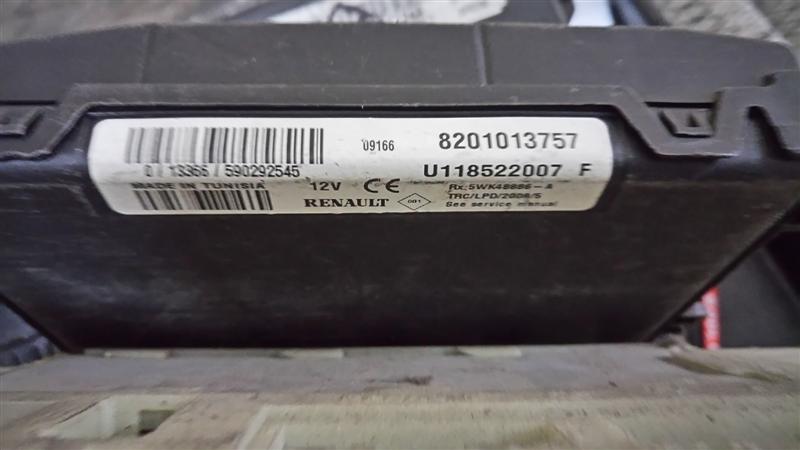 09166
8201013757
0 / 13966 / 590292545
U118522007 F
MADE IN TUNISIA
12V CE
Rx:5WK48886-A
RENAULT 001
TRC/LPD/2006/5
See service manual